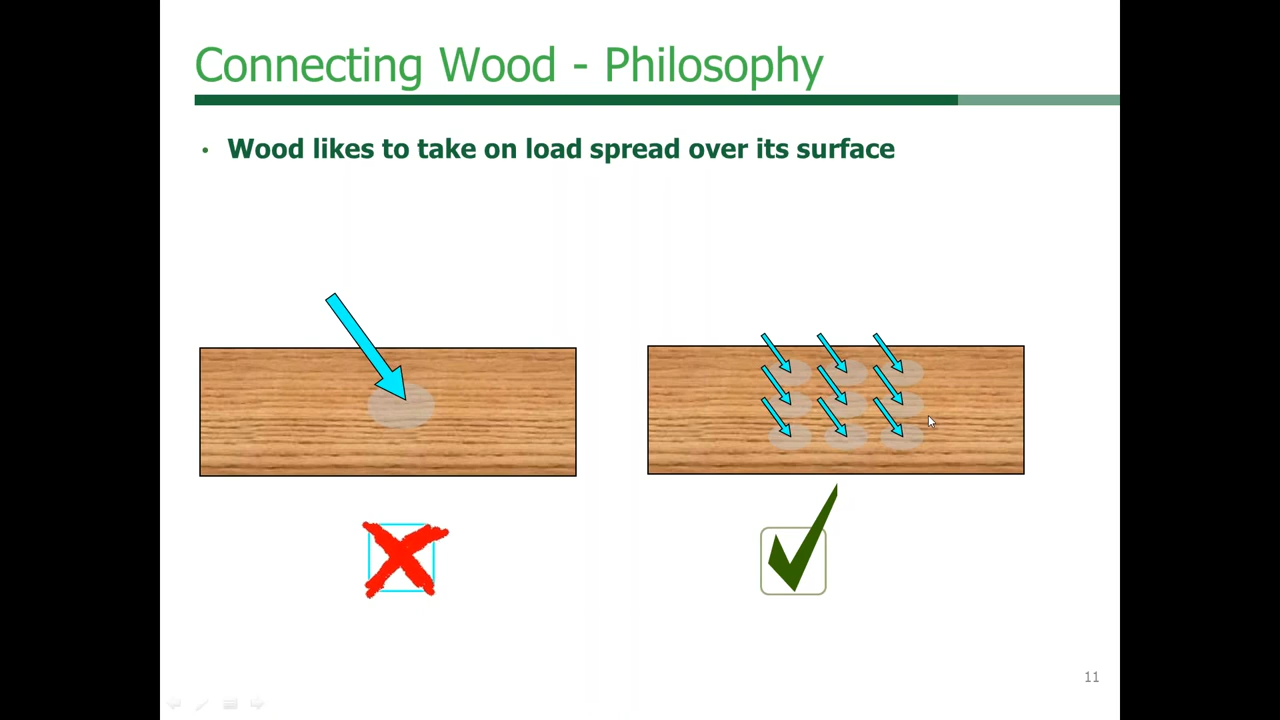 Connecting Wood - Philosophy
• Wood likes to take on load spread over its surface
11